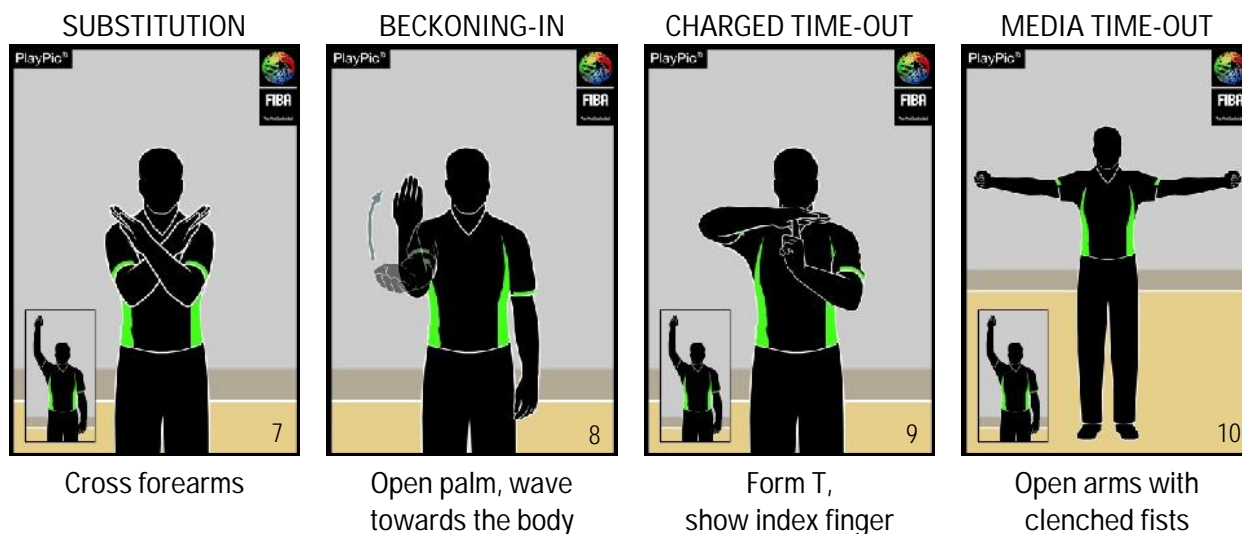 SUBSTITUTION
BECKONING-IN
CHARGED TIME-OUT
MEDIA TIME-OUT
PlayPic®
FIBA
7
PlayPic®
FIBA
8
PlayPic®
FIBA
9
PlayPic®
FIBA
10
Cross forearms
Open palm, wave
towards the body
Form T,
show index finger
Open arms with
clenched fists